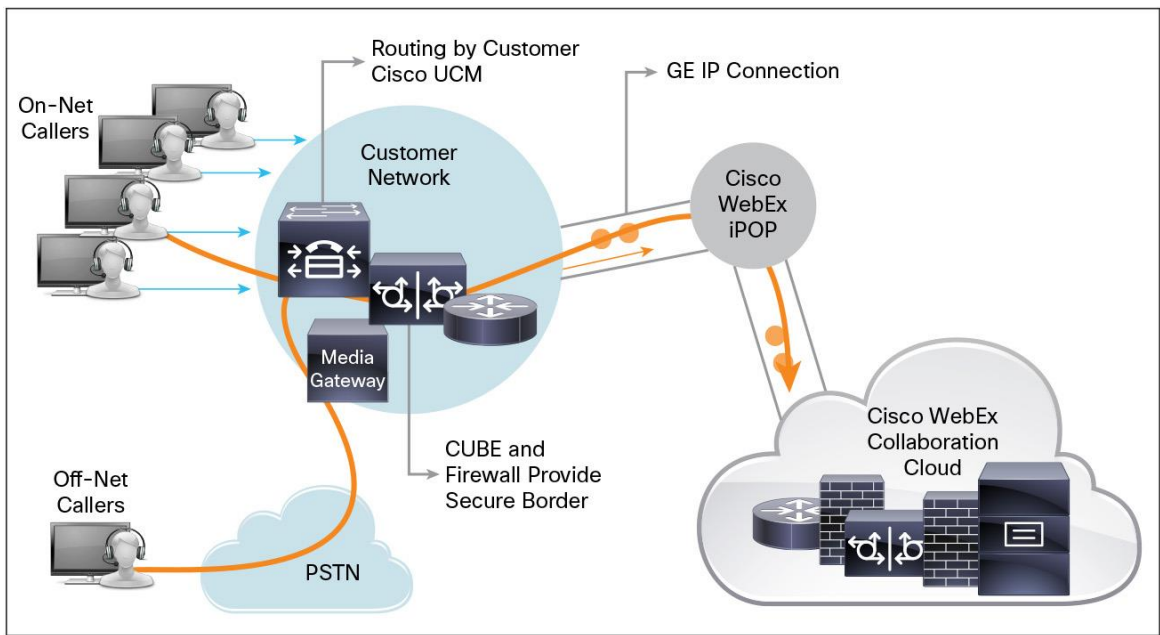 Routing by Customer
Cisco UCM
GE IP Connection
On-Net
Callers
Customer
Network
Cisco
WebEx
iPOP
Media
Gateway
Cisco WebEx
Collaboration
Cloud
CUBE and
Firewall Provide
Secure Border
Off-Net
Callers
PSTN